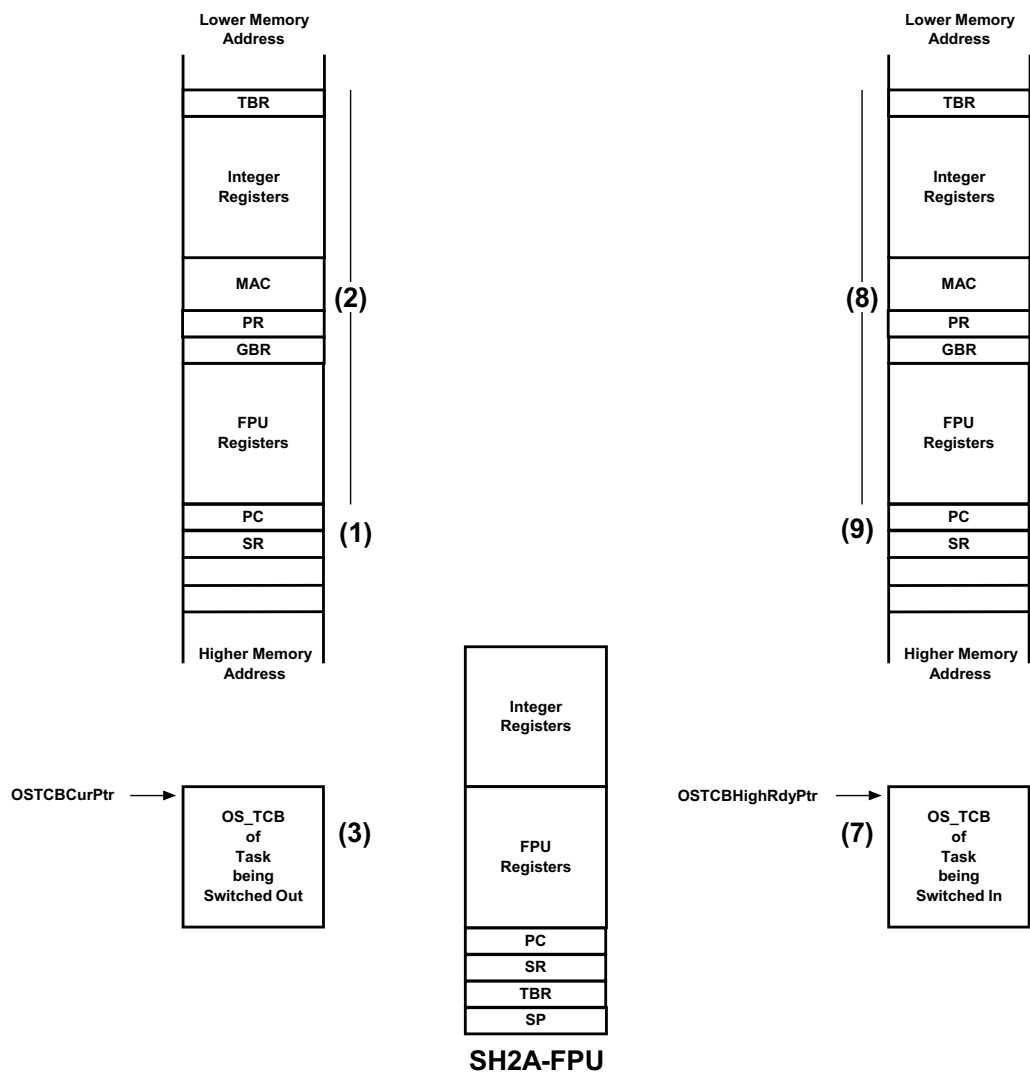 Lower Memory
Address
TBR
Integer
Registers
MAC
(2)
PR
GBR
FPU
Registers
PC
(1)
SR
Higher Memory
Address
OSTCBCurPtr
OS_TCB
of
Task
being
Switched Out
(3)
Integer
Registers
FPU
Registers
PC
SR
TBR
SP
SH2A-FPU
Lower Memory
Address
TBR
Integer
Registers
MAC
(8)
PR
GBR
FPU
Registers
PC
(9)
SR
Higher Memory
Address
OSTCBHighRdyPtr
(7)
OS_TCB
of
Task
being
Switched In